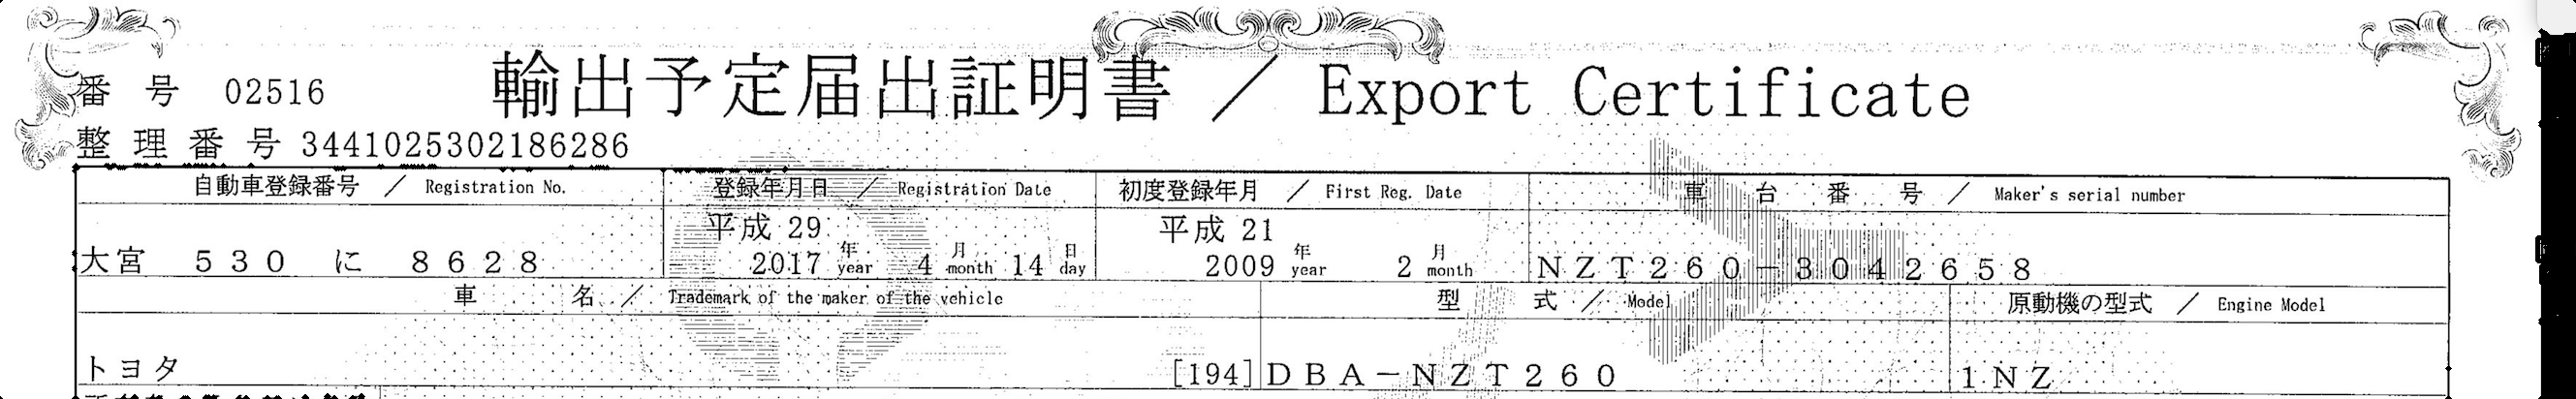 輸出予定届出証明書 ／ Export Certificate
番 号 02516
整 理 番 号 3441025302186286
自動車登録番号 ／ Registration No.
登録年月日 ／ Registration Date
初度登録年月 ／ First Reg. Date
車 台 番 号 ／ Maker's serial number
大宮 ５３０ に ８６２８
平成 29
2017 年 year 4 月 month 14 日 day
平成 21
2009 年 year 2 月 month
ＮＺＴ２６０－３０４２６５８
車 名 ／ Trademark of the maker of the vehicle
型 式 ／ Model
原動機の型式 ／ Engine Model
トヨタ
[194]
ＤＢＡ－ＮＺＴ２６０
１ＮＺ